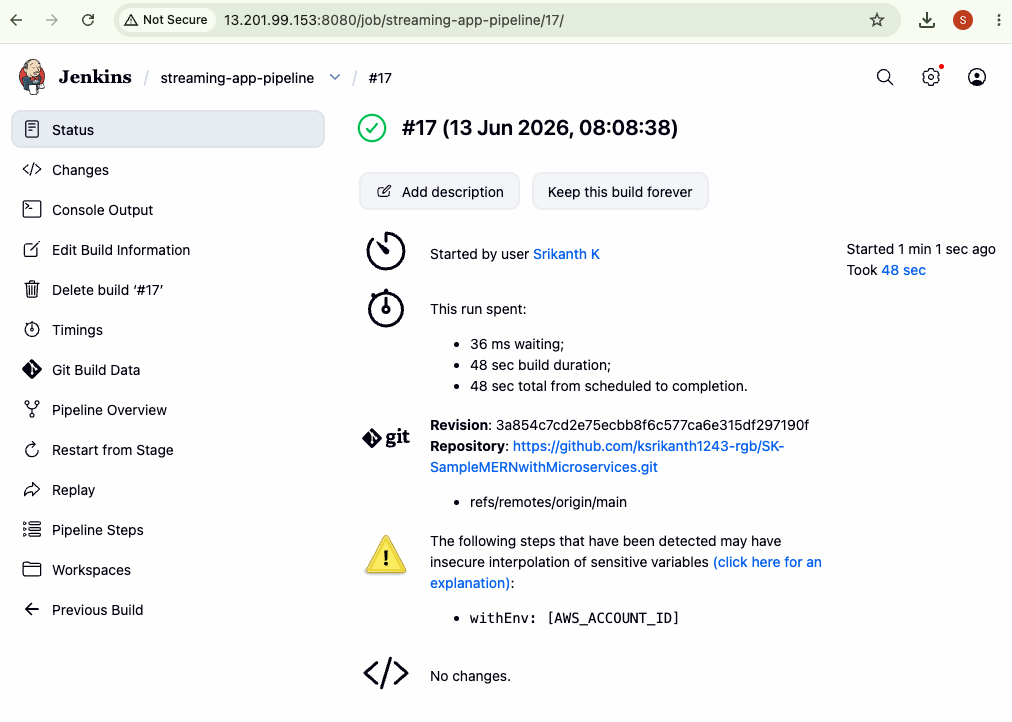 Not Secure 13.201.99.153:8080/job/streaming-app-pipeline/17/ S
Jenkins / streaming-app-pipeline / #17
Status
Changes
Console Output
Edit Build Information
Delete build ‘#17’
Timings
Git Build Data
Pipeline Overview
Restart from Stage
Replay
Pipeline Steps
Workspaces
Previous Build
#17 (13 Jun 2026, 08:08:38)
Add description Keep this build forever
Started by user Srikanth K
Started 1 min 1 sec ago
Took 48 sec
This run spent:
• 36 ms waiting;
• 48 sec build duration;
• 48 sec total from scheduled to completion.
git
Revision: 3a854c7cd2e75ecbb8f6c577ca6e315df297190f
Repository: https://github.com/ksrikanth1243-rgb/SK-
SampleMERNwithMicroservices.git
• refs/remotes/origin/main
The following steps that have been detected may have
insecure interpolation of sensitive variables (click here for an
explanation):
• withEnv: [AWS_ACCOUNT_ID]
No changes.